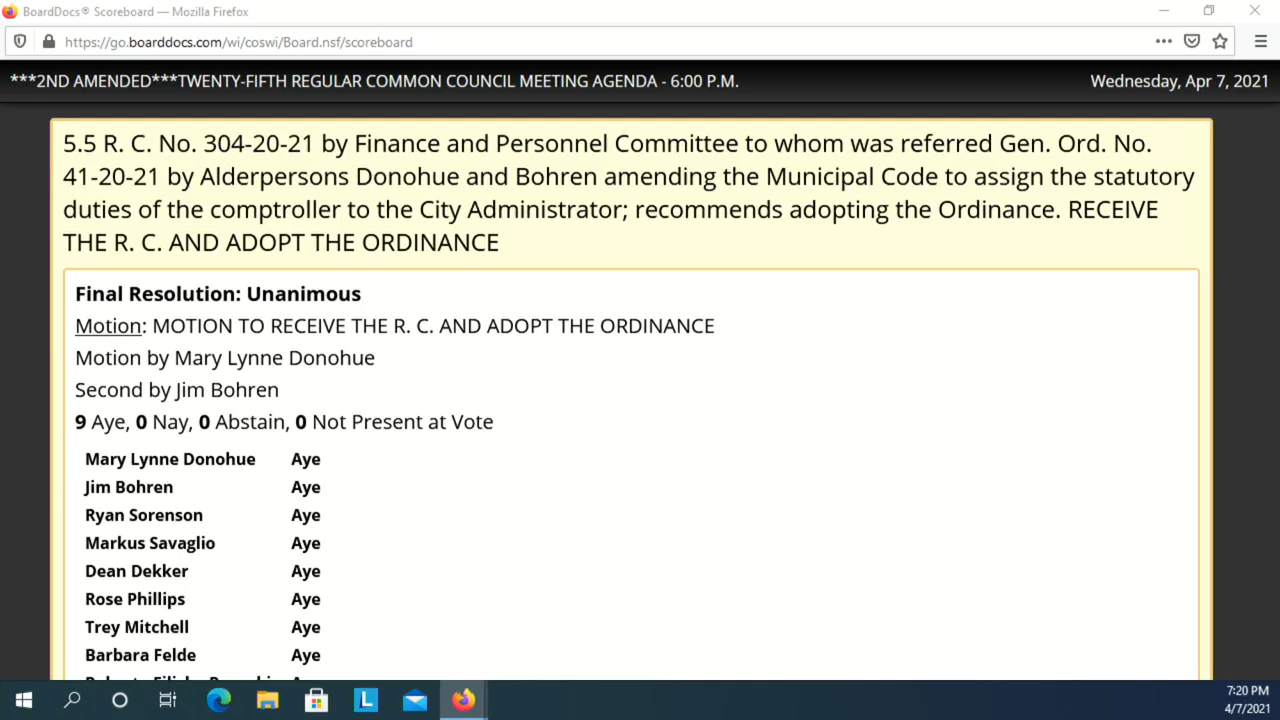 BoardDocs® Scoreboard — Mozilla Firefox
https://go.boarddocs.com/wi/coswi/Board.nsf/scoreboard
***2ND AMENDED***TWENTY-FIFTH REGULAR COMMON COUNCIL MEETING AGENDA - 6:00 P.M. Wednesday, Apr 7, 2021
5.5 R. C. No. 304-20-21 by Finance and Personnel Committee to whom was referred Gen. Ord. No.
41-20-21 by Alderpersons Donohue and Bohren amending the Municipal Code to assign the statutory
duties of the comptroller to the City Administrator; recommends adopting the Ordinance. RECEIVE
THE R. C. AND ADOPT THE ORDINANCE
Final Resolution: Unanimous
Motion: MOTION TO RECEIVE THE R. C. AND ADOPT THE ORDINANCE
Motion by Mary Lynne Donohue
Second by Jim Bohren
9 Aye, 0 Nay, 0 Abstain, 0 Not Present at Vote
Mary Lynne Donohue Aye
Jim Bohren Aye
Ryan Sorenson Aye
Markus Savaglio Aye
Dean Dekker Aye
Rose Phillips Aye
Trey Mitchell Aye
Barbara Felde Aye
L
7:20 PM
4/7/2021